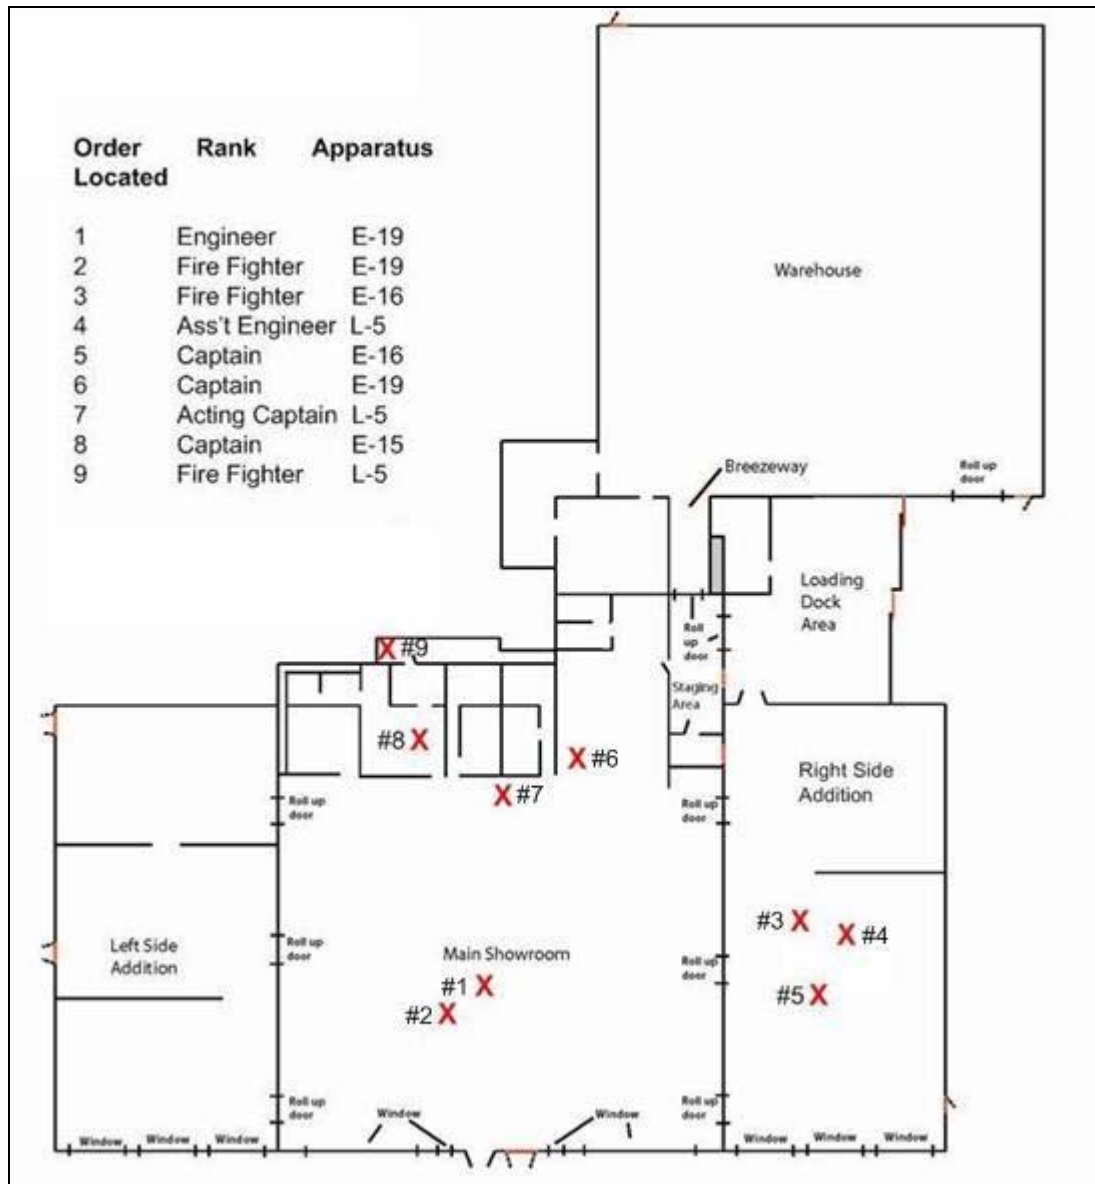 Order Rank Apparatus
Located
1 Engineer E-19
2 Fire Fighter E-19
3 Fire Fighter E-16
4 Ass't Engineer L-5
5 Captain E-16
6 Captain E-19
7 Acting Captain L-5
8 Captain E-15
9 Fire Fighter L-5
Warehouse
Breezeway
Roll up
door
Loading
Dock
Area
Roll
up
door
Staging
Area
X #9
#8 X
X #6
X #7
Right Side
Addition
Roll up
door
Roll up
door
#3 X
X #4
#5 X
Left Side
Addition
Roll up
door
Main Showroom
Roll up
door
#1 X
#2 X
Roll up
door
Roll up
door
Window
Window
Window
Window
Window
Window
Window
Window